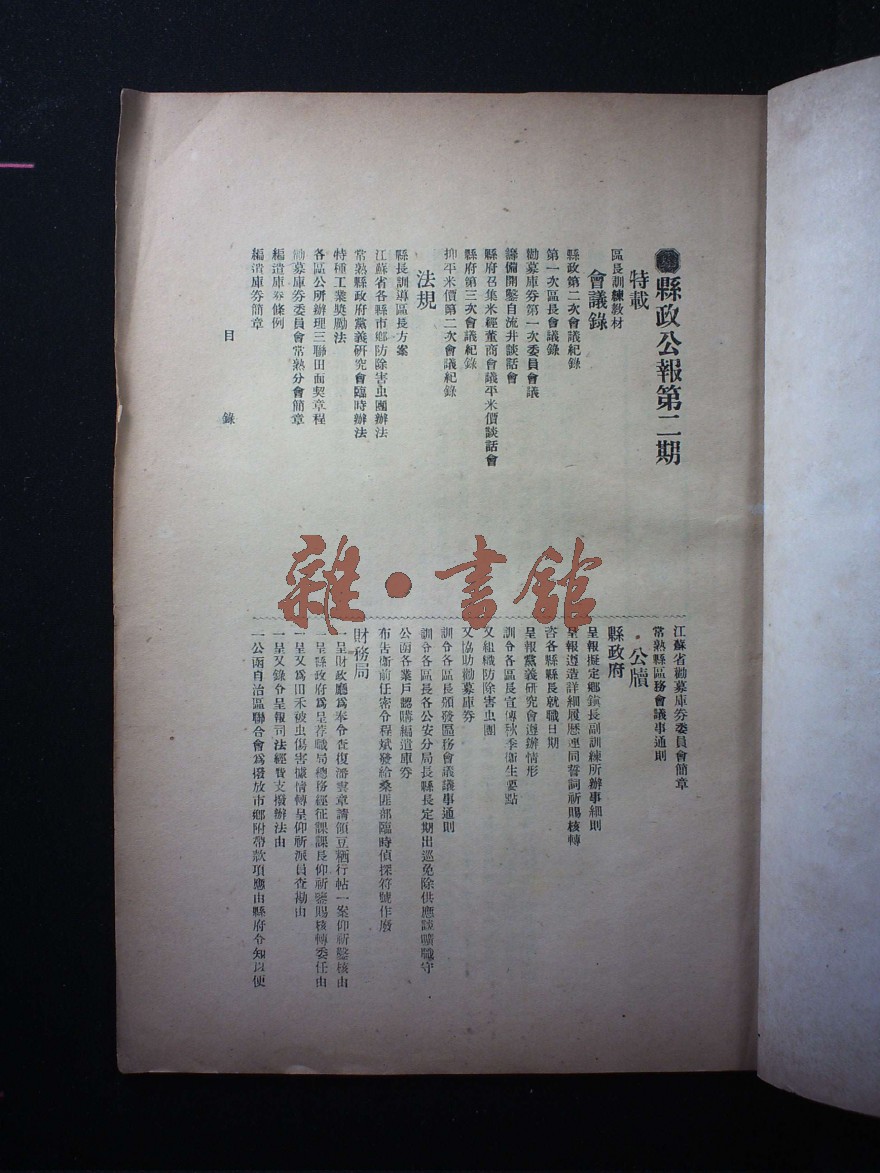 縣政公報第二期
特載
區長訓練教材
會議錄
縣政第二次會議紀錄
第一次區長會議錄
勸募庫券第一次委員會議
籌備開鑿自流井談話會
縣府召集米經董商會議平米價談話會
縣府第三次會議紀錄
抑平米價第二次會議紀錄
法規
縣長訓導區長方案
江蘇省各縣市鄉防除害虫團辦法
常熟縣政府黨義研究會臨時辦法
特種工業獎勵法
各區公所辦理三聯田面契章程
勸募庫券委員會常熟分會簡章
編遣庫券條例
編遣庫券簡章
目錄
江蘇省勸募庫券委員會簡章
常熟縣區務會議事通則
公牘
縣政府
呈報擬定鄉鎮長副訓練所辦事細則
呈報遵造詳細履歷連同誓詞祈賜核轉
咨各縣縣長就職日期
呈報黨義研究會遵辦情形
訓令各區長宣傳秋季衛生要點
又組織防除害虫團
又協助勸募庫券
訓令各區長頒發區務會議議事通則
訓令各區長各公安分局長縣長定期出巡免除供應談曠職守
公函各業戶認購編遣庫券
布告衛前任密令程斌發給桑匪部臨時偵探符號作廢
財務局
一呈財政廳爲奉令查復潘雲章請領豆粞行帖一案仰祈鑒核由
一呈縣政府爲呈荐職局總務經征課課長仰祈鑒賜核轉委任由
一呈又爲田禾被虫傷害據情轉呈仰祈派員查勘由
一呈又錄令呈報司法經費支撥辦法由
一公函自治區聯合會爲撥放市鄉附帶款項應由縣府令知以便
雜·書館